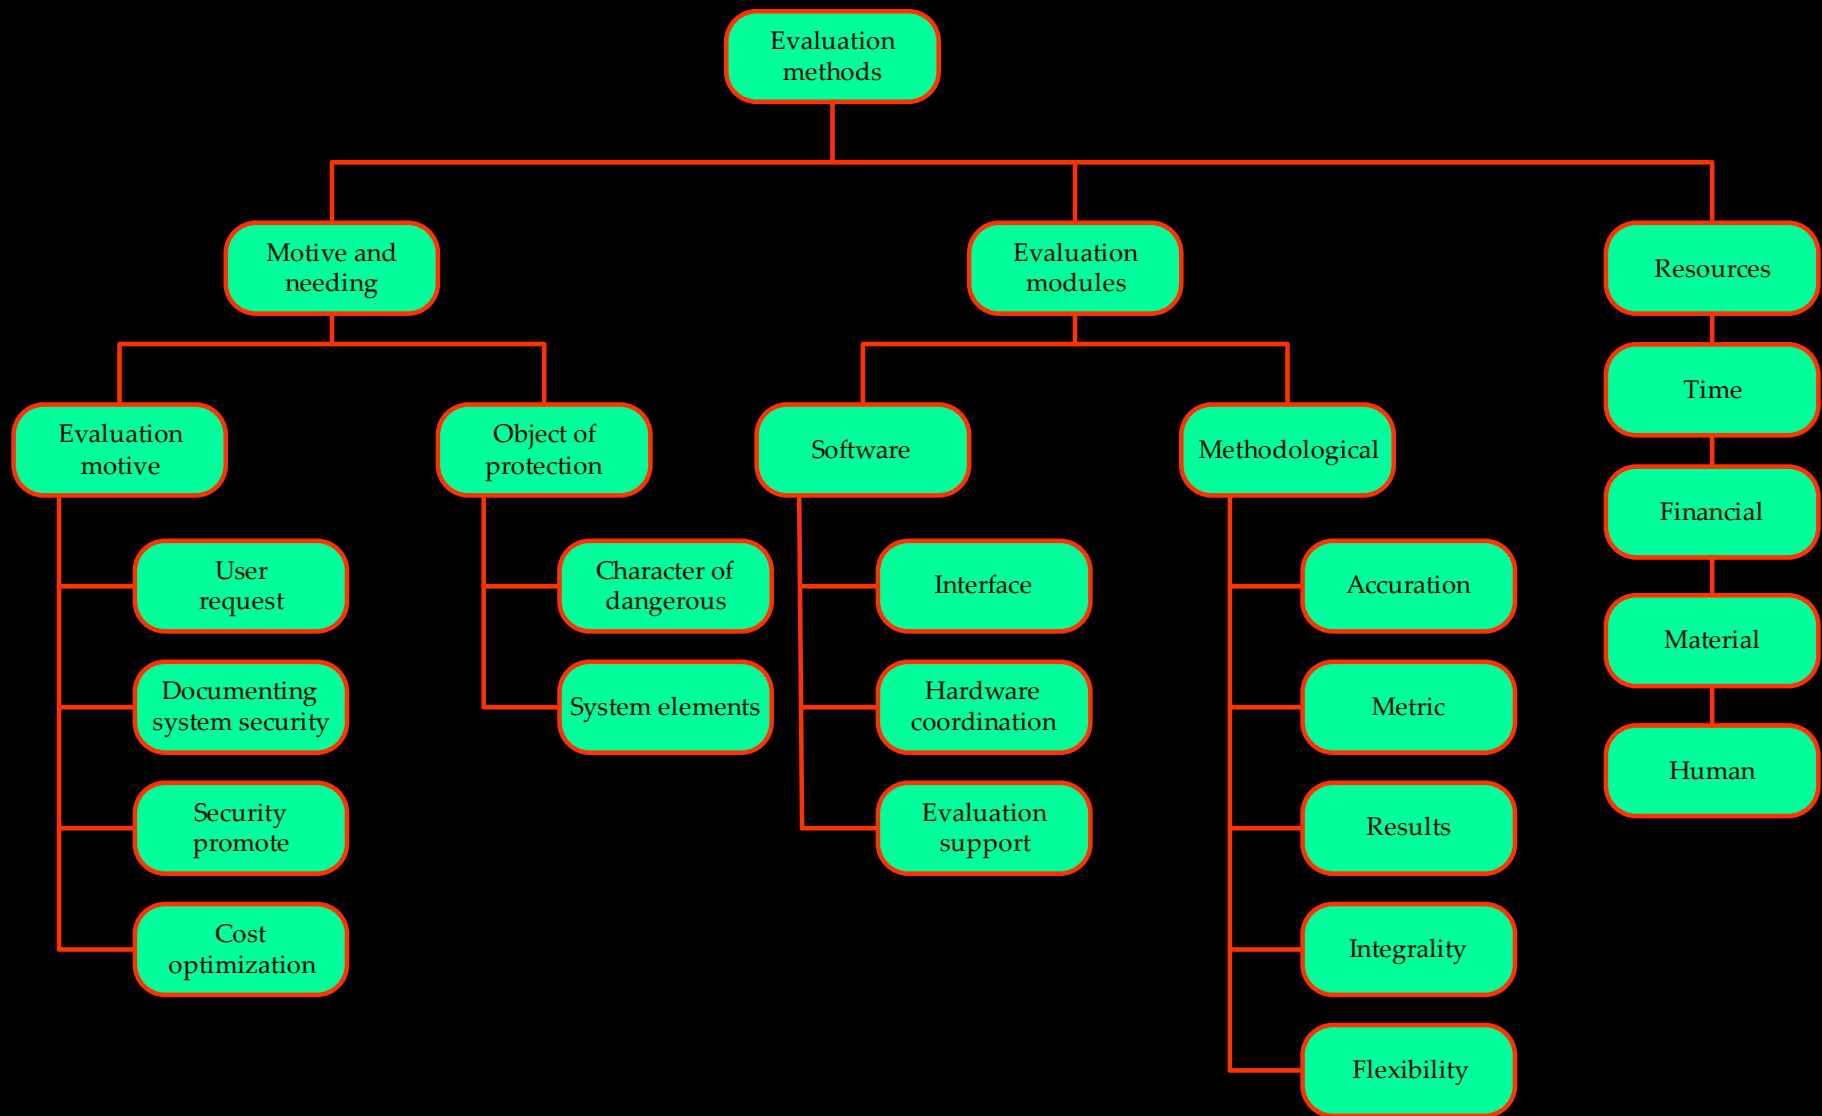 Evaluation
methods
Motive and
needing
Evaluation
modules
Resources
Time
Financial
Material
Human
Evaluation
motive
Object of
protection
Software
Methodological
User
request
Documenting
system security
Security
promote
Cost
optimization
Character of
dangerous
System elements
Interface
Hardware
coordination
Evaluation
support
Accuration
Metric
Results
Integrality
Flexibility